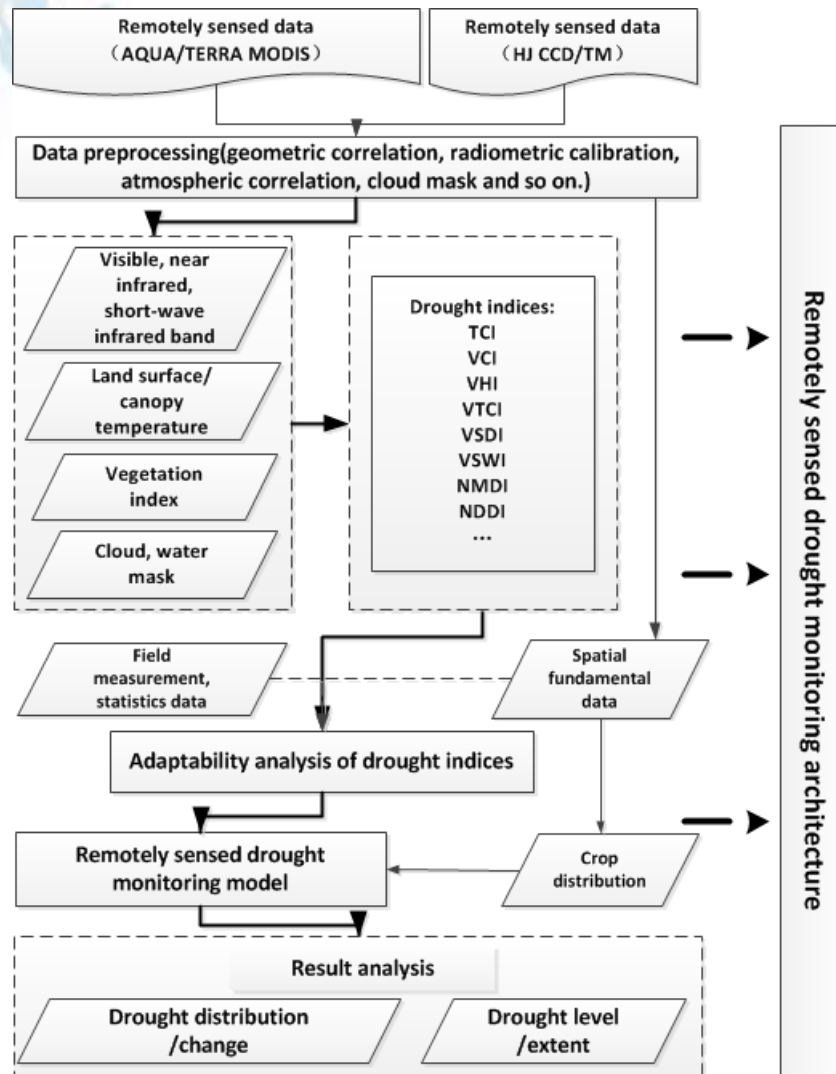 Remotely sensed data
（AQUA/TERRA MODIS）
Remotely sensed data
（HJ CCD/TM）
Data preprocessing(geometric correlation, radiometric calibration,
atmospheric correlation, cloud mask and so on.)
Visible, near
infrared,
short-wave
infrared band
Land surface/
canopy
temperature
Vegetation
index
Cloud, water
mask
Drought indices:
TCI
VCI
VHI
VTCI
VSDI
VSWI
NMDI
NDDI
...
Field
measurement,
statistics data
Spatial
fundamental
data
Adaptability analysis of drought indices
Remotely sensed drought
monitoring model
Crop
distribution
Result analysis
Drought distribution
/change
Drought level
/extent
Remotely sensed drought monitoring architecture